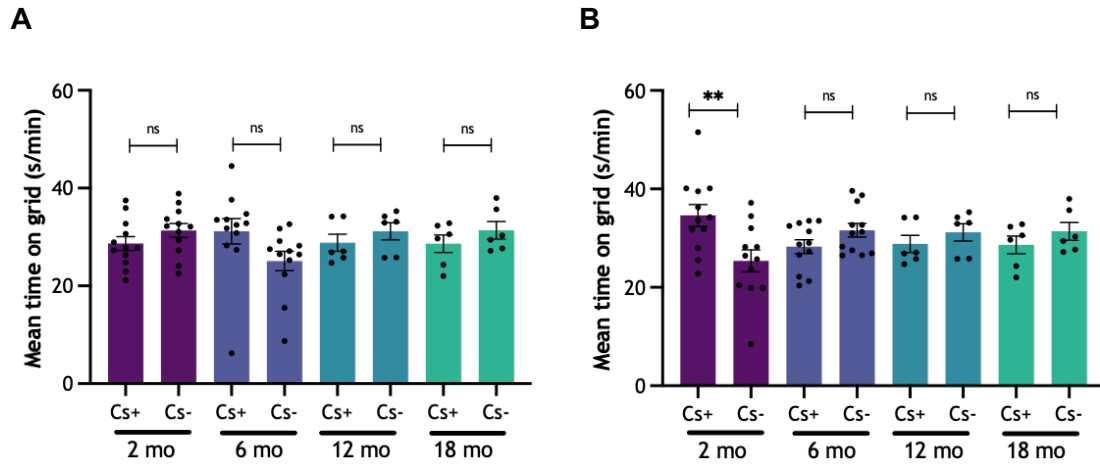 A
Mean time on grid (s/min)
60
40
20
0
ns
ns
ns
ns
Cs+ Cs- Cs+ Cs- Cs+ Cs- Cs+ Cs-
2 mo 6 mo 12 mo 18 mo
B
Mean time on grid (s/min)
60
40
20
0
**
ns
ns
ns
Cs+ Cs- Cs+ Cs- Cs+ Cs- Cs+ Cs-
2 mo 6 mo 12 mo 18 mo